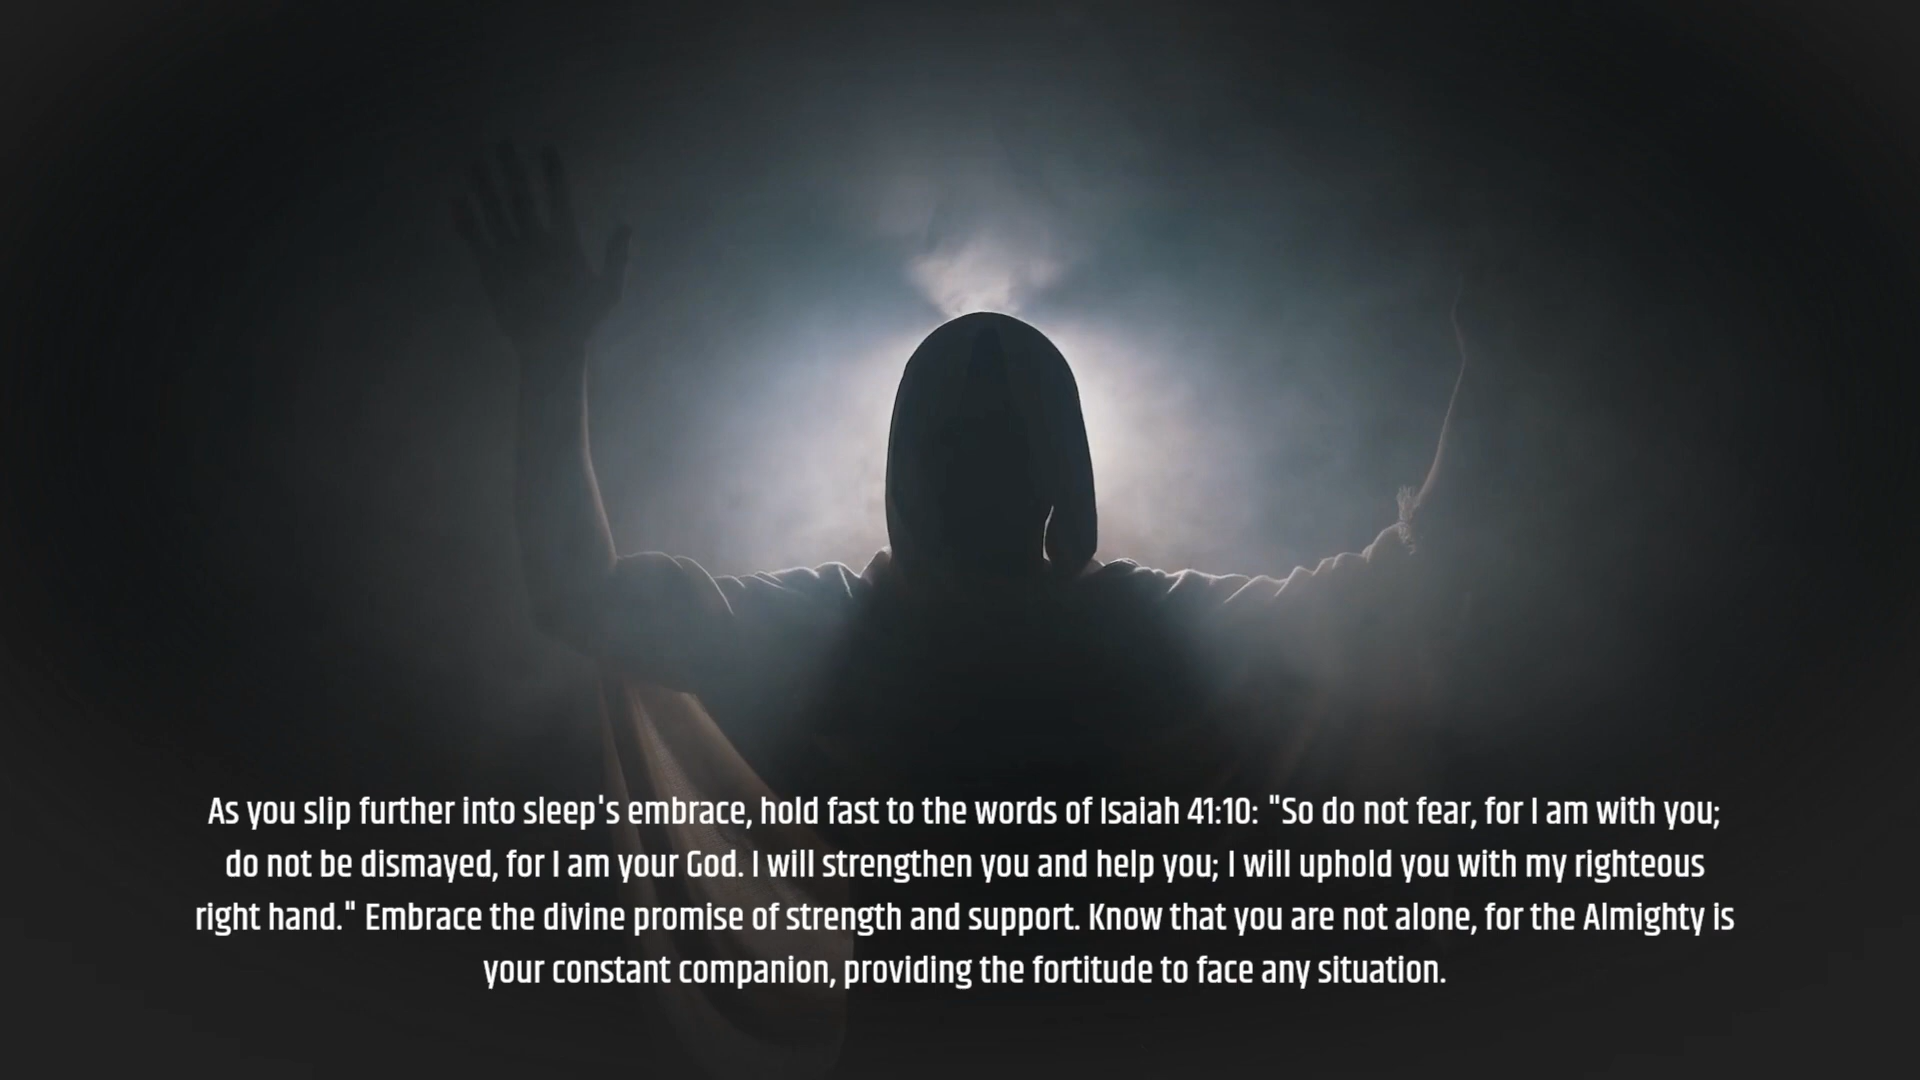 As you slip further into sleep's embrace, hold fast to the words of Isaiah 41:10: "So do not fear, for I am with you;
do not be dismayed, for I am your God. I will strengthen you and help you; I will uphold you with my righteous
right hand." Embrace the divine promise of strength and support. Know that you are not alone, for the Almighty is
your constant companion, providing the fortitude to face any situation.